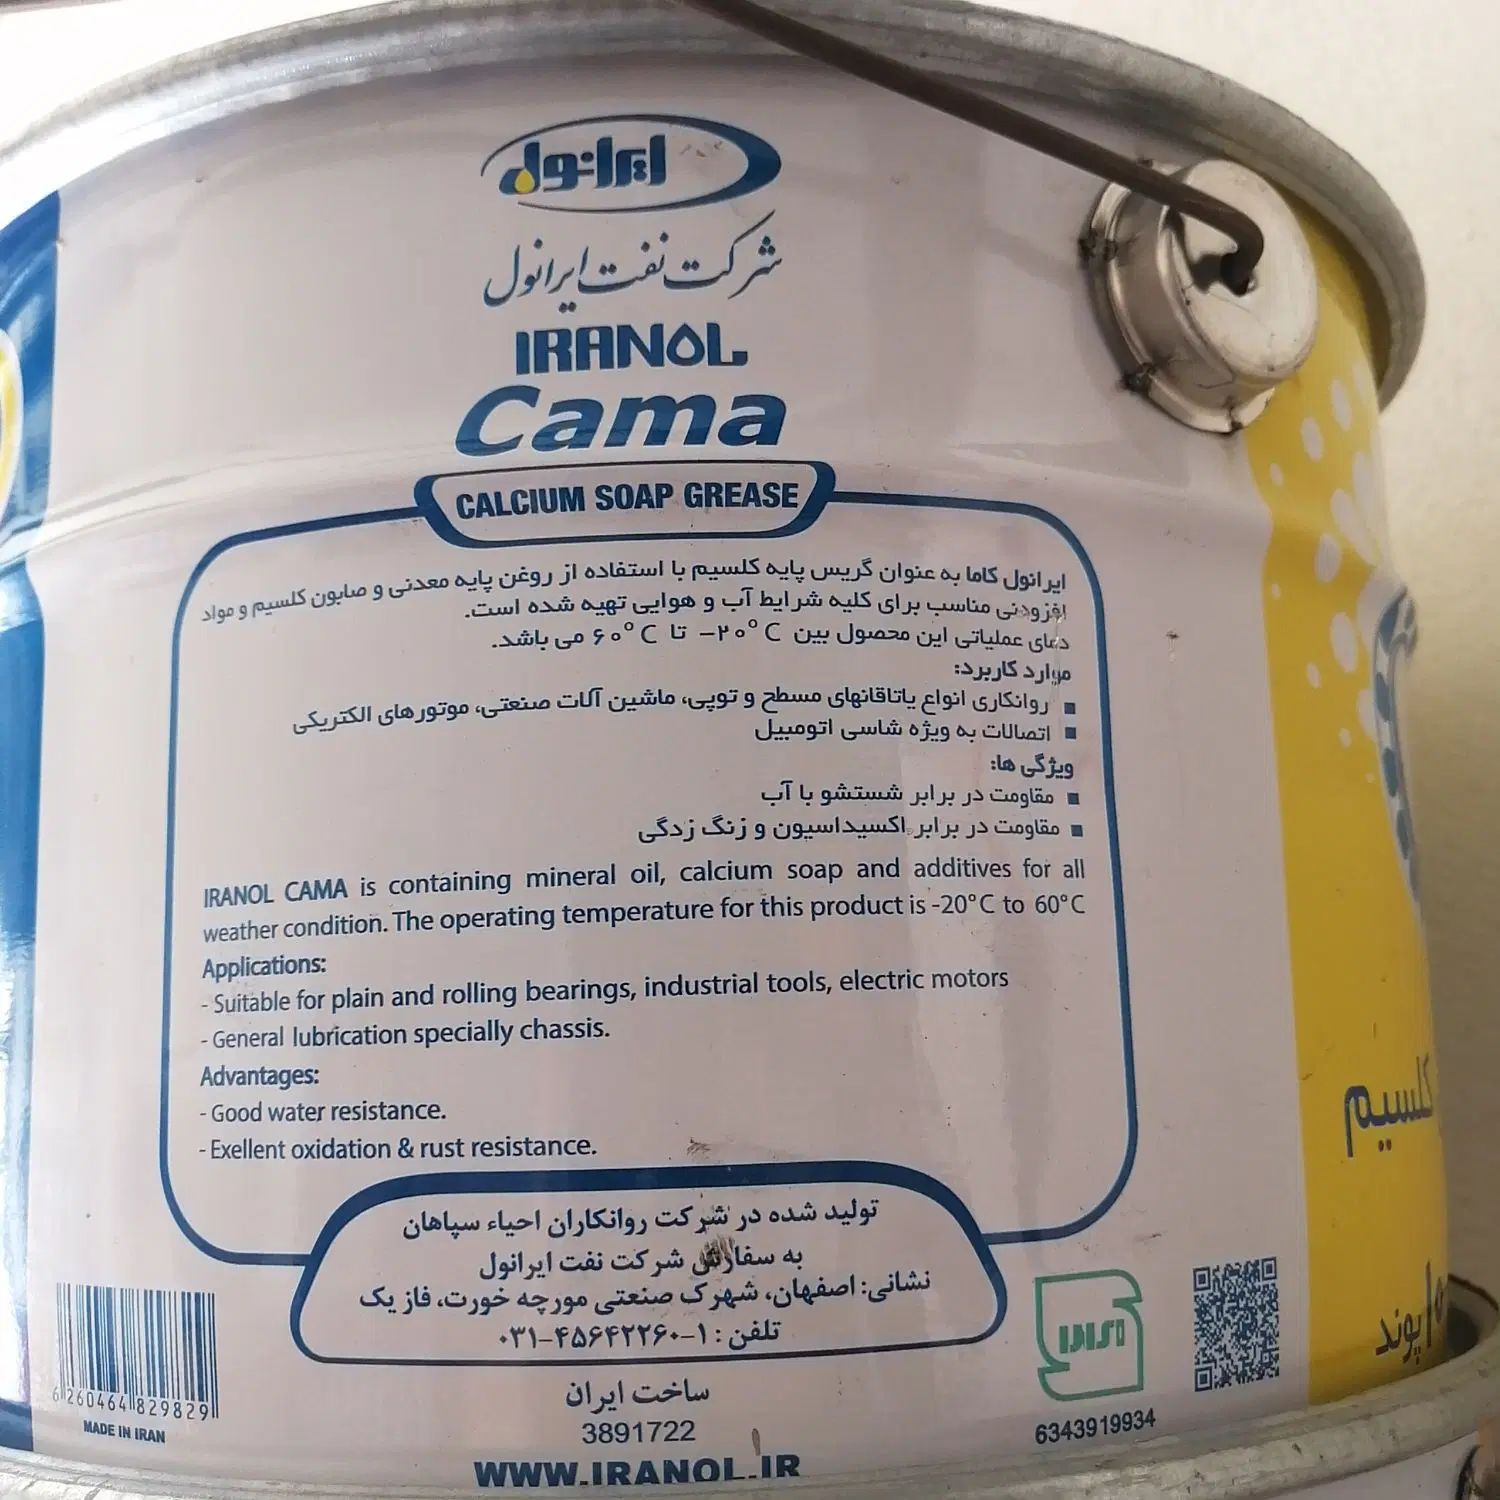 ایرانول
شرکت نفت ایرانول
IRANOL
Cama
CALCIUM SOAP GREASE
ایرانول کاما به عنوان گریس پایه کلسیم با استفاده از روغن پایه معدنی و صابون کلسیم و مواد
افزودنی مناسب برای کلیه شرایط آب و هوایی تهیه شده است.
دمای عملیاتی این محصول بین ۲۰°C− تا ۶۰°C می باشد.
موارد کاربرد:
▪ روانکاری انواع یاتاقانهای مسطح و توپی، ماشین آلات صنعتی، موتورهای الکتریکی
▪ اتصالات به ویژه شاسی اتومبیل
ویژگی ها:
▪ مقاومت در برابر شستشو با آب
▪ مقاومت در برابر اکسیداسیون و زنگ زدگی
IRANOL CAMA is containing mineral oil, calcium soap and additives for all
weather condition. The operating temperature for this product is -20°C to 60°C
Applications:
- Suitable for plain and rolling bearings, industrial tools, electric motors
- General lubrication specially chassis.
Advantages:
- Good water resistance.
- Exellent oxidation & rust resistance.
تولید شده در شرکت روانکاران احیاء سپاهان
به سفارش شرکت نفت ایرانول
نشانی: اصفهان، شهرک صنعتی مورچه خورت، فاز یک
تلفن : ۱-۴۵۶۴۲۲۶۰-۰۳۱
ساخت ایران
3891722
WWW.IRANOL.IR
6 260464 829829
MADE IN IRAN
6343919934
کلسیم
پوند